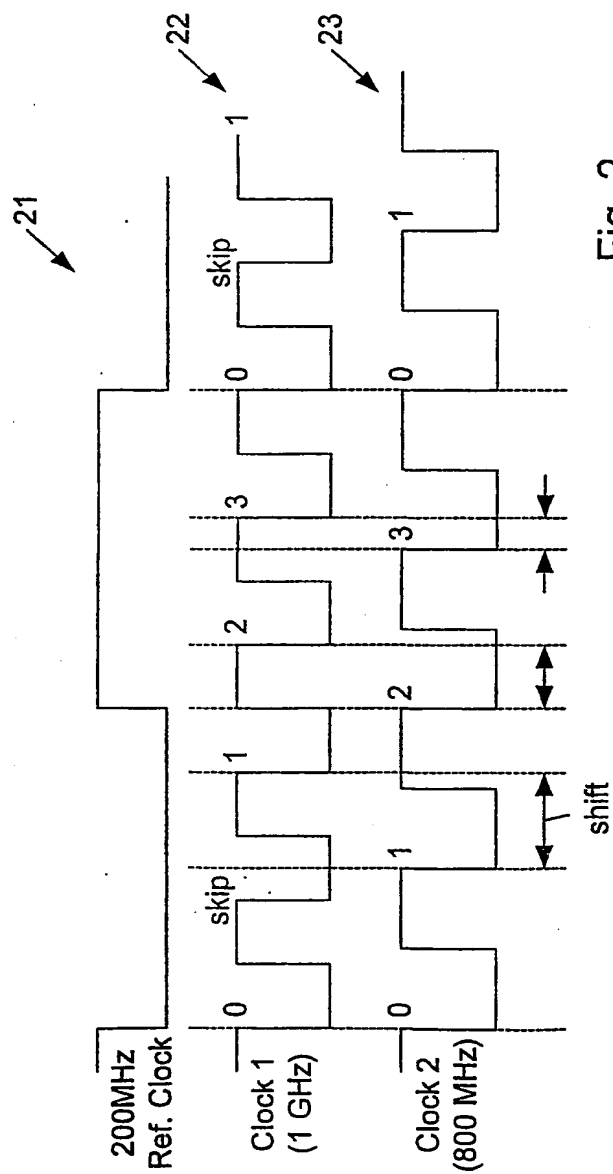 21
200MHz
Ref. Clock
22
Clock 1
(1 GHz)
0 skip 1 2 3 0 skip 1
23
Clock 2
(800 MHz)
0 1 2 3 0 1
shift
Fig. 2